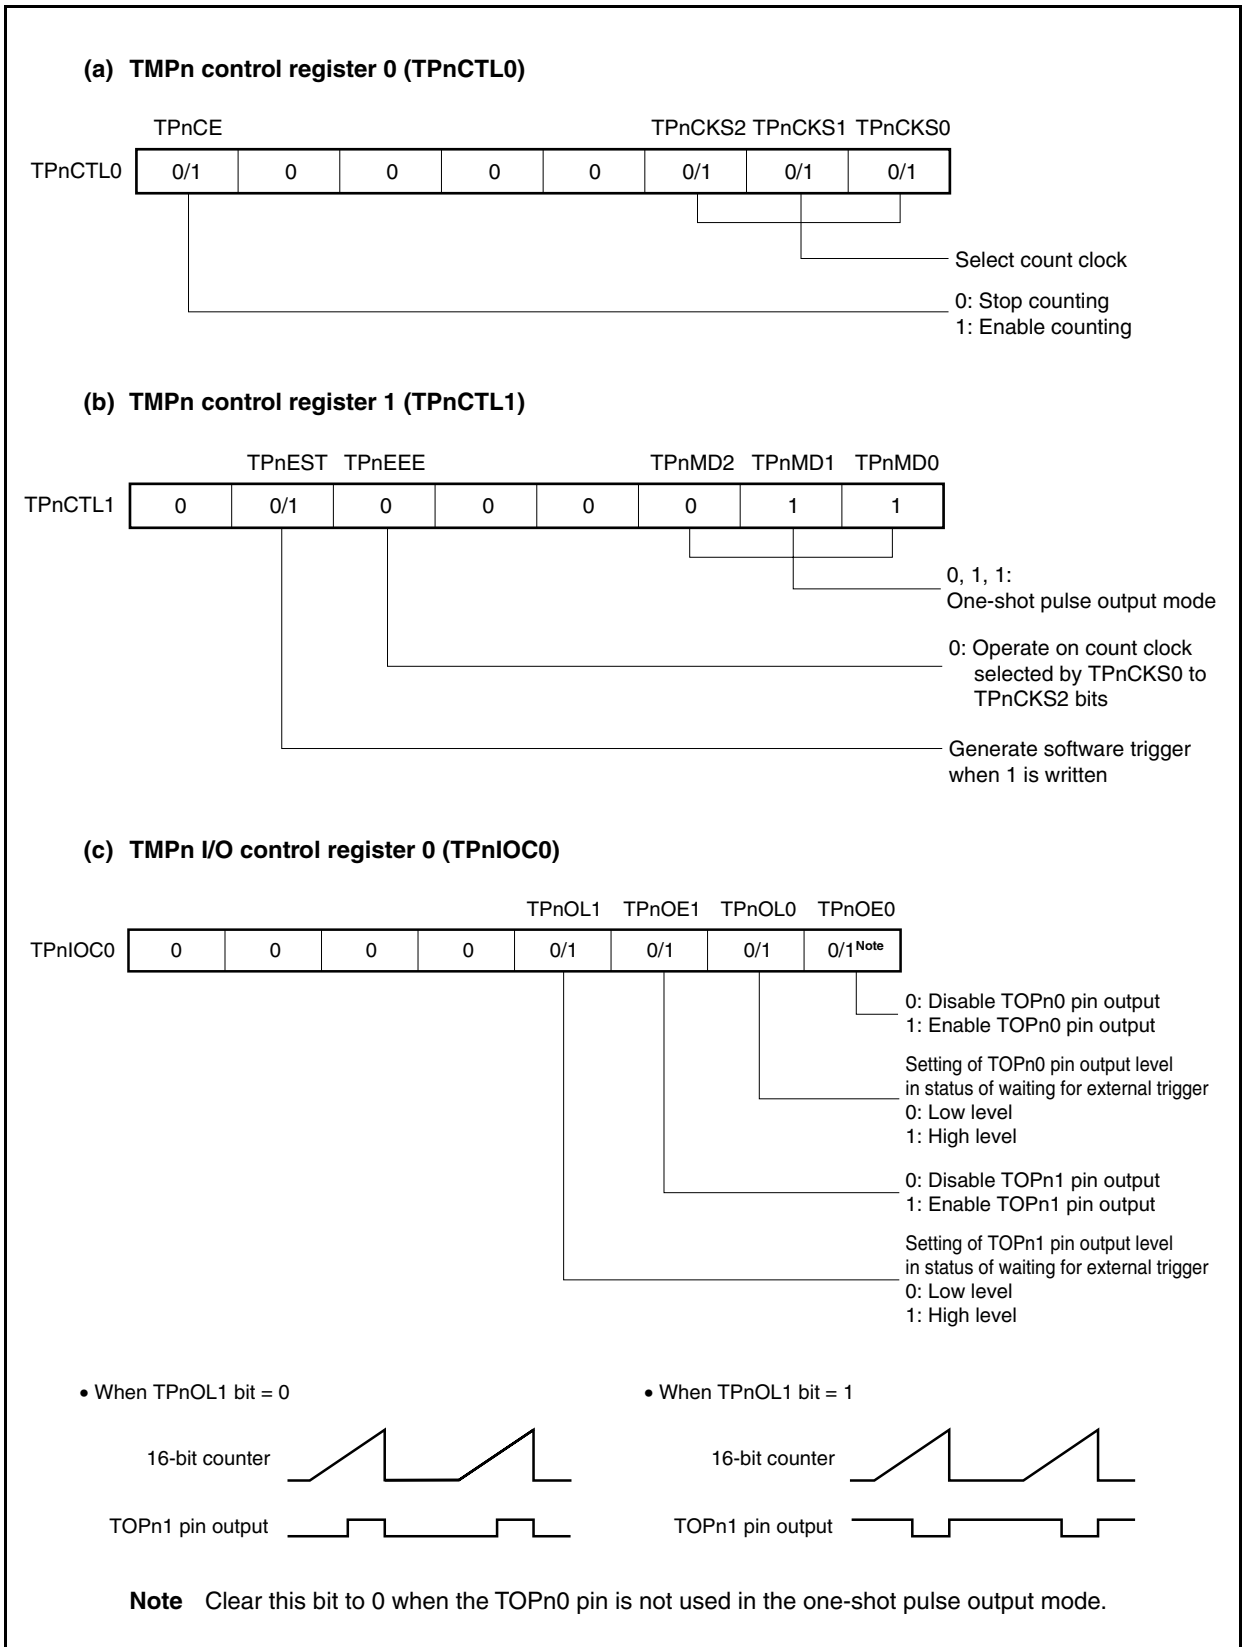 (a) TMPn control register 0 (TPnCTL0)
TPnCE TPnCKS2 TPnCKS1 TPnCKS0
TPnCTL0 0/1 0 0 0 0 0/1 0/1 0/1
Select count clock
0: Stop counting
1: Enable counting
(b) TMPn control register 1 (TPnCTL1)
TPnEST TPnEEE TPnMD2 TPnMD1 TPnMD0
TPnCTL1 0 0/1 0 0 0 0 1 1
0, 1, 1:
One-shot pulse output mode
0: Operate on count clock
selected by TPnCKS0 to
TPnCKS2 bits
Generate software trigger
when 1 is written
(c) TMPn I/O control register 0 (TPnIOC0)
TPnOL1 TPnOE1 TPnOL0 TPnOE0
TPnIOC0 0 0 0 0 0/1 0/1 0/1 0/1Note
0: Disable TOPn0 pin output
1: Enable TOPn0 pin output
Setting of TOPn0 pin output level
in status of waiting for external trigger
0: Low level
1: High level
0: Disable TOPn1 pin output
1: Enable TOPn1 pin output
Setting of TOPn1 pin output level
in status of waiting for external trigger
0: Low level
1: High level
• When TPnOL1 bit = 0 • When TPnOL1 bit = 1
16-bit counter 16-bit counter
TOPn1 pin output TOPn1 pin output
Note Clear this bit to 0 when the TOPn0 pin is not used in the one-shot pulse output mode.